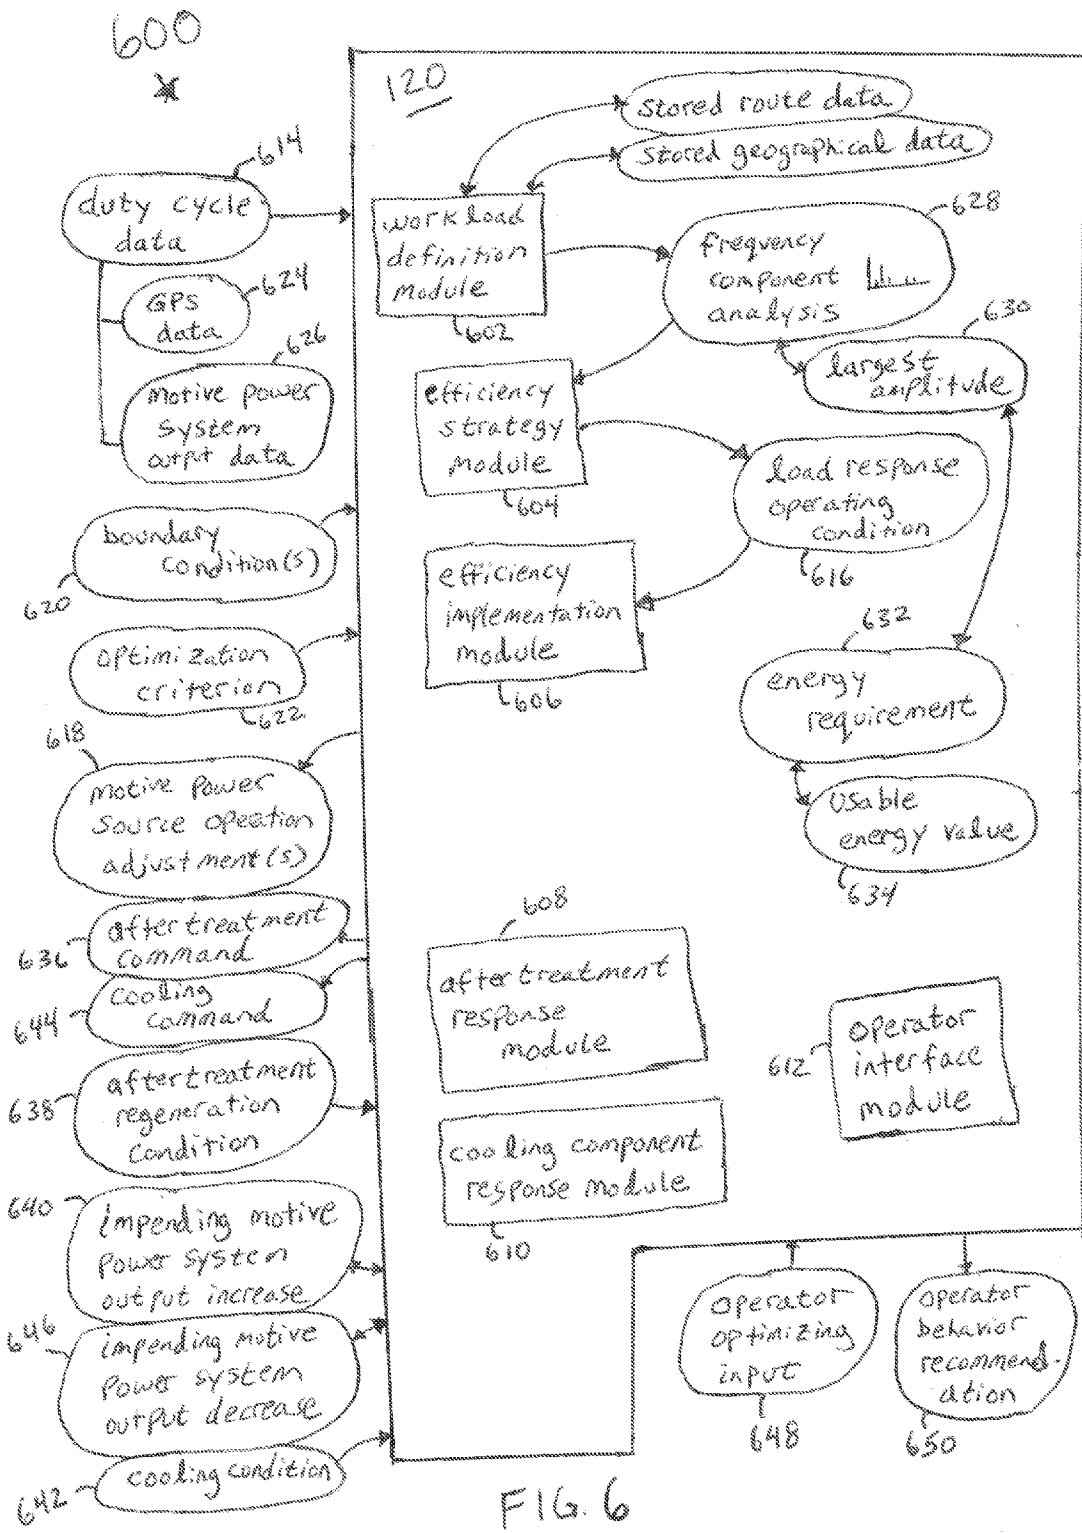 600
120
stored route data
stored geographical data
614
duty cycle
data
workload
definition
module
602
628
frequency
component
analysis
624
GPS
data
626
motive power
system
output data
630
largest
amplitude
efficiency
strategy
module
604
load response
operating
condition
616
boundary
condition(s)
620
efficiency
implementation
module
606
632
energy
requirement
optimization
criterion
622
618
motive power
source opeation
adjustment(s)
usable
energy value
634
608
aftertreatment
response
module
aftertreatment
command
636
cooling
command
644
operator
interface
module
612
aftertreatment
regeneration
condition
638
cooling component
response module
610
640
impending motive
power system
output increase
646
impending motive
power system
output decrease
operator
optimizing
input
648
operator
behavior
recommend-
ation
650
cooling condition
642
FIG. 6